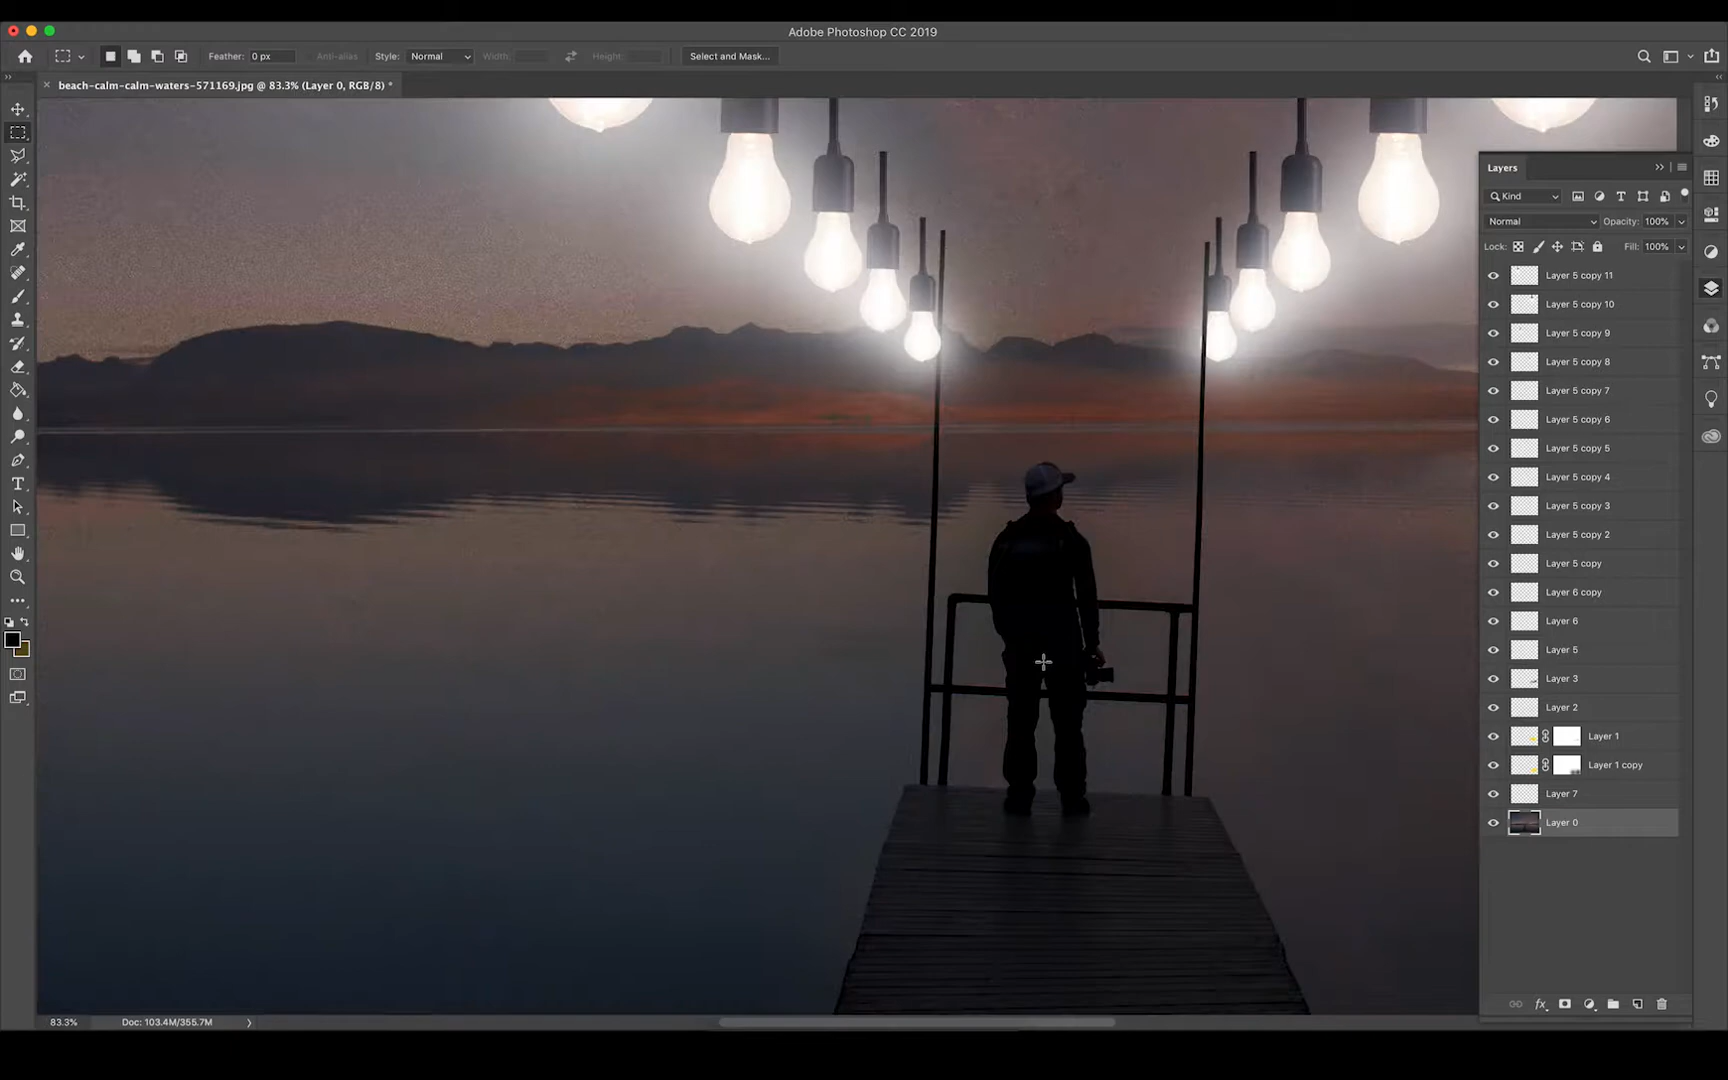 Adobe Photoshop CC 2019
Feather: 0 px Anti-alias Style: Normal Width: Height: Select and Mask...
beach-calm-calm-waters-571169.jpg @ 83.3% (Layer 0, RGB/8) *
Layers
Kind
Normal Opacity: 100%
Lock: Fill: 100%
Layer 5 copy 11
Layer 5 copy 10
Layer 5 copy 9
Layer 5 copy 8
Layer 5 copy 7
Layer 5 copy 6
Layer 5 copy 5
Layer 5 copy 4
Layer 5 copy 3
Layer 5 copy 2
Layer 5 copy
Layer 6 copy
Layer 6
Layer 5
Layer 3
Layer 2
Layer 1
Layer 1 copy
Layer 7
Layer 0
83.3% Doc: 103.4M/355.7M